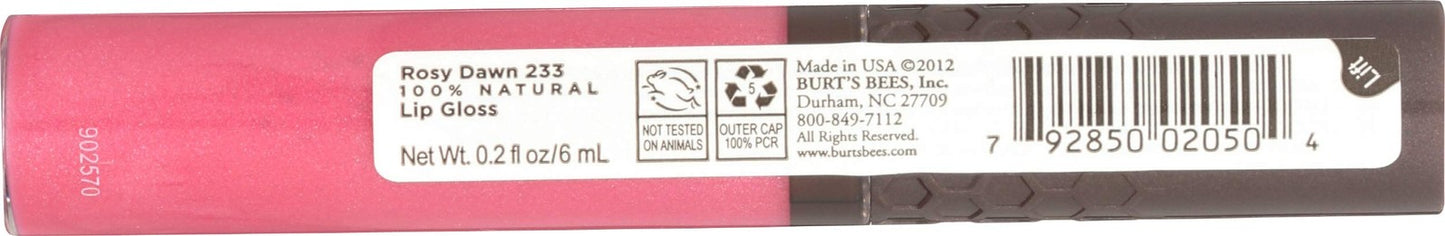 Rosy Dawn 233
100% NATURAL
Lip Gloss
Net Wt. 0.2 fl oz/6 mL
NOT TESTED
ON ANIMALS
5
OUTER CAP
100% PCR
Made in USA ©2012
BURT'S BEES, Inc.
Durham, NC 27709
800-849-7112
All Rights Reserved.
www.burtsbees.com
7 92850 02050 4
Lift
902570